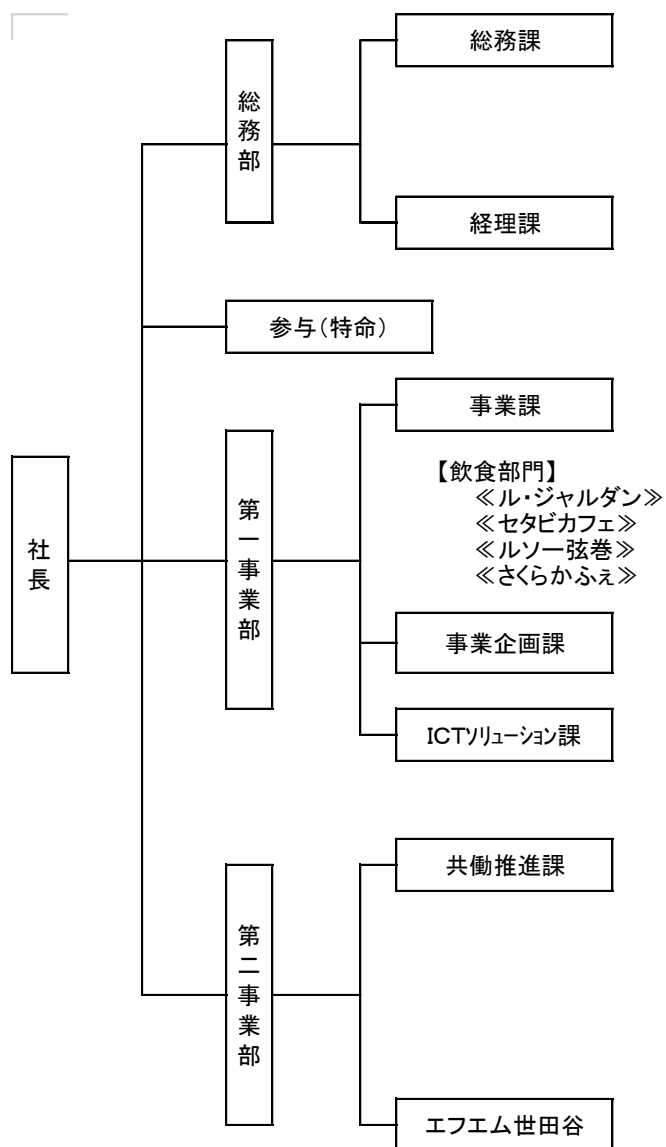 総務課
総務部
経理課
参与（特命）
事業課
【飲食部門】
≪ル・ジャルダン≫
≪セタビカフェ≫
≪ルソー弦巻≫
≪さくらかふぇ≫
社長
第一事業部
事業企画課
ICTソリューション課
共働推進課
第二事業部
エフエム世田谷